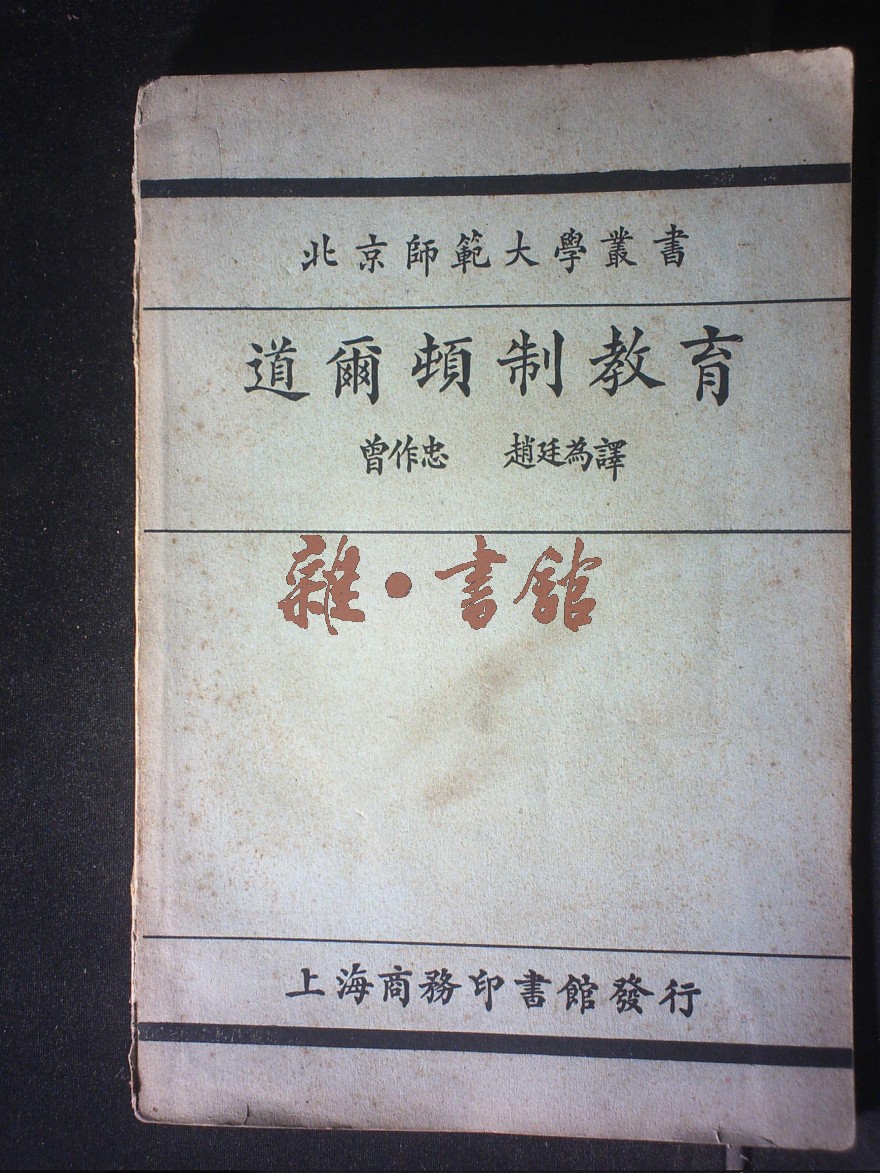 北京師範大學叢書
道爾頓制教育
曾作忠 趙廷為譯
雜·書館
上海商務印書館發行